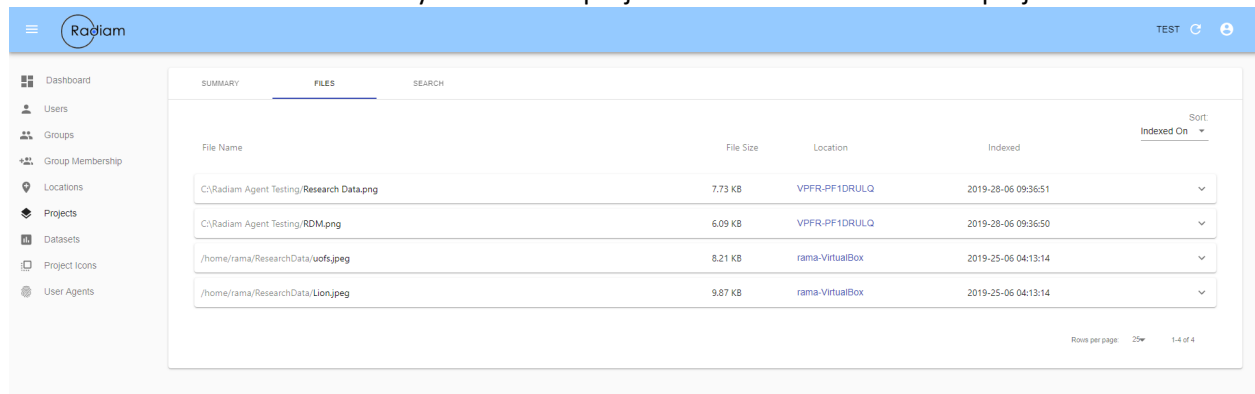 Radiam
TEST
Dashboard
Users
Groups
Group Membership
Locations
Projects
Datasets
Project Icons
User Agents
SUMMARY FILES SEARCH
Sort:
Indexed On
File Name File Size Location Indexed
C:\Radiam Agent Testing/Research Data.png 7.73 KB VPFR-PF1DRULQ 2019-28-06 09:36:51
C:\Radiam Agent Testing/RDM.png 6.09 KB VPFR-PF1DRULQ 2019-28-06 09:36:50
/home/rama/ResearchData/uofs.jpeg 8.21 KB rama-VirtualBox 2019-25-06 04:13:14
/home/rama/ResearchData/Lion.jpeg 9.87 KB rama-VirtualBox 2019-25-06 04:13:14
Rows per page: 25 1-4 of 4